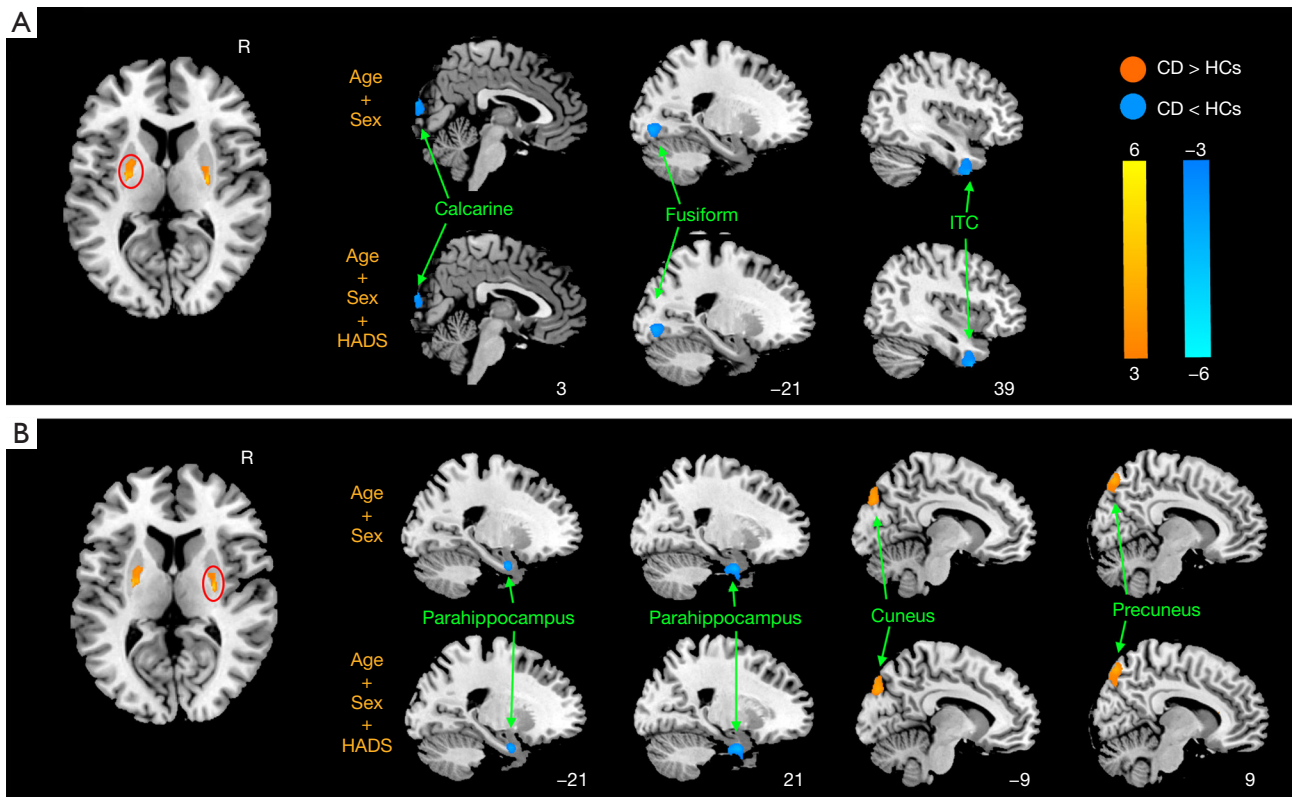 A
R
Age
+
Sex
Calcarine
Fusiform
ITC
Age
+
Sex
+
HADS
3
−21
39
CD > HCs
CD < HCs
6
−3
3
−6
B
R
Age
+
Sex
Parahippocampus
Parahippocampus
Cuneus
Precuneus
Age
+
Sex
+
HADS
−21
21
−9
9